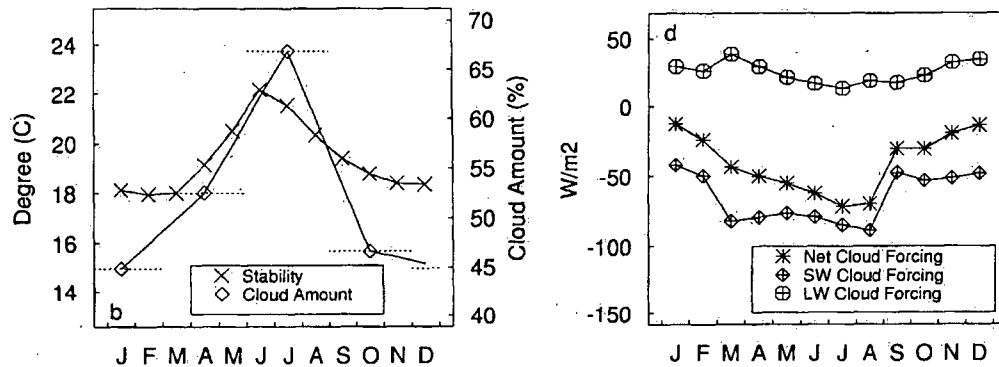 b
Degree (C)
24
22
20
18
16
14
Cloud Amount (%)
70
65
60
55
50
45
40
Stability
Cloud Amount
J F M A M J J A S O N D
d
W/m2
50
0
-50
-100
-150
Net Cloud Forcing
SW Cloud Forcing
LW Cloud Forcing
J F M A M J J A S O N D